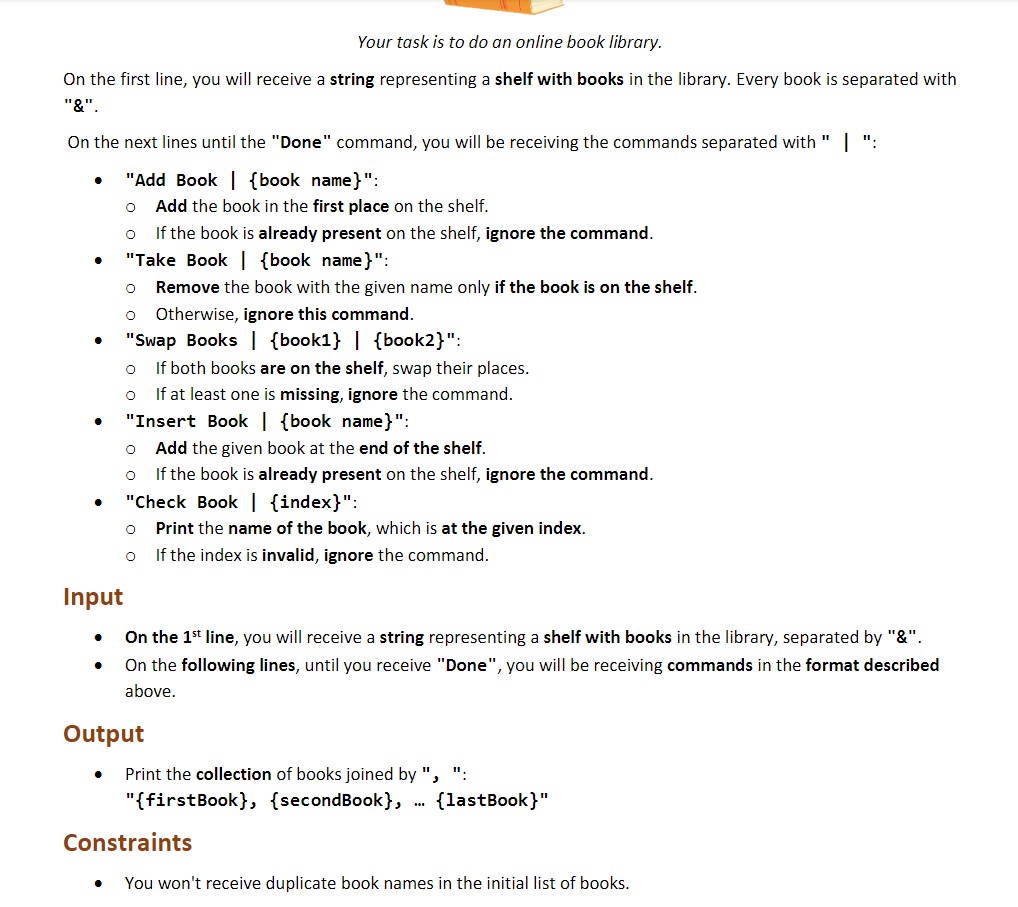 Your task is to do an online book library.
On the first line, you will receive a string representing a shelf with books in the library. Every book is separated with
"&".
On the next lines until the "Done" command, you will be receiving the commands separated with " | ":
• "Add Book | {book name}":
o Add the book in the first place on the shelf.
o If the book is already present on the shelf, ignore the command.
• "Take Book | {book name}":
o Remove the book with the given name only if the book is on the shelf.
o Otherwise, ignore this command.
• "Swap Books | {book1} | {book2}":
o If both books are on the shelf, swap their places.
o If at least one is missing, ignore the command.
• "Insert Book | {book name}":
o Add the given book at the end of the shelf.
o If the book is already present on the shelf, ignore the command.
• "Check Book | {index}":
o Print the name of the book, which is at the given index.
o If the index is invalid, ignore the command.
Input
• On the 1st line, you will receive a string representing a shelf with books in the library, separated by "&".
• On the following lines, until you receive "Done", you will be receiving commands in the format described
above.
Output
• Print the collection of books joined by ", ":
"{firstBook}, {secondBook}, … {lastBook}"
Constraints
• You won't receive duplicate book names in the initial list of books.